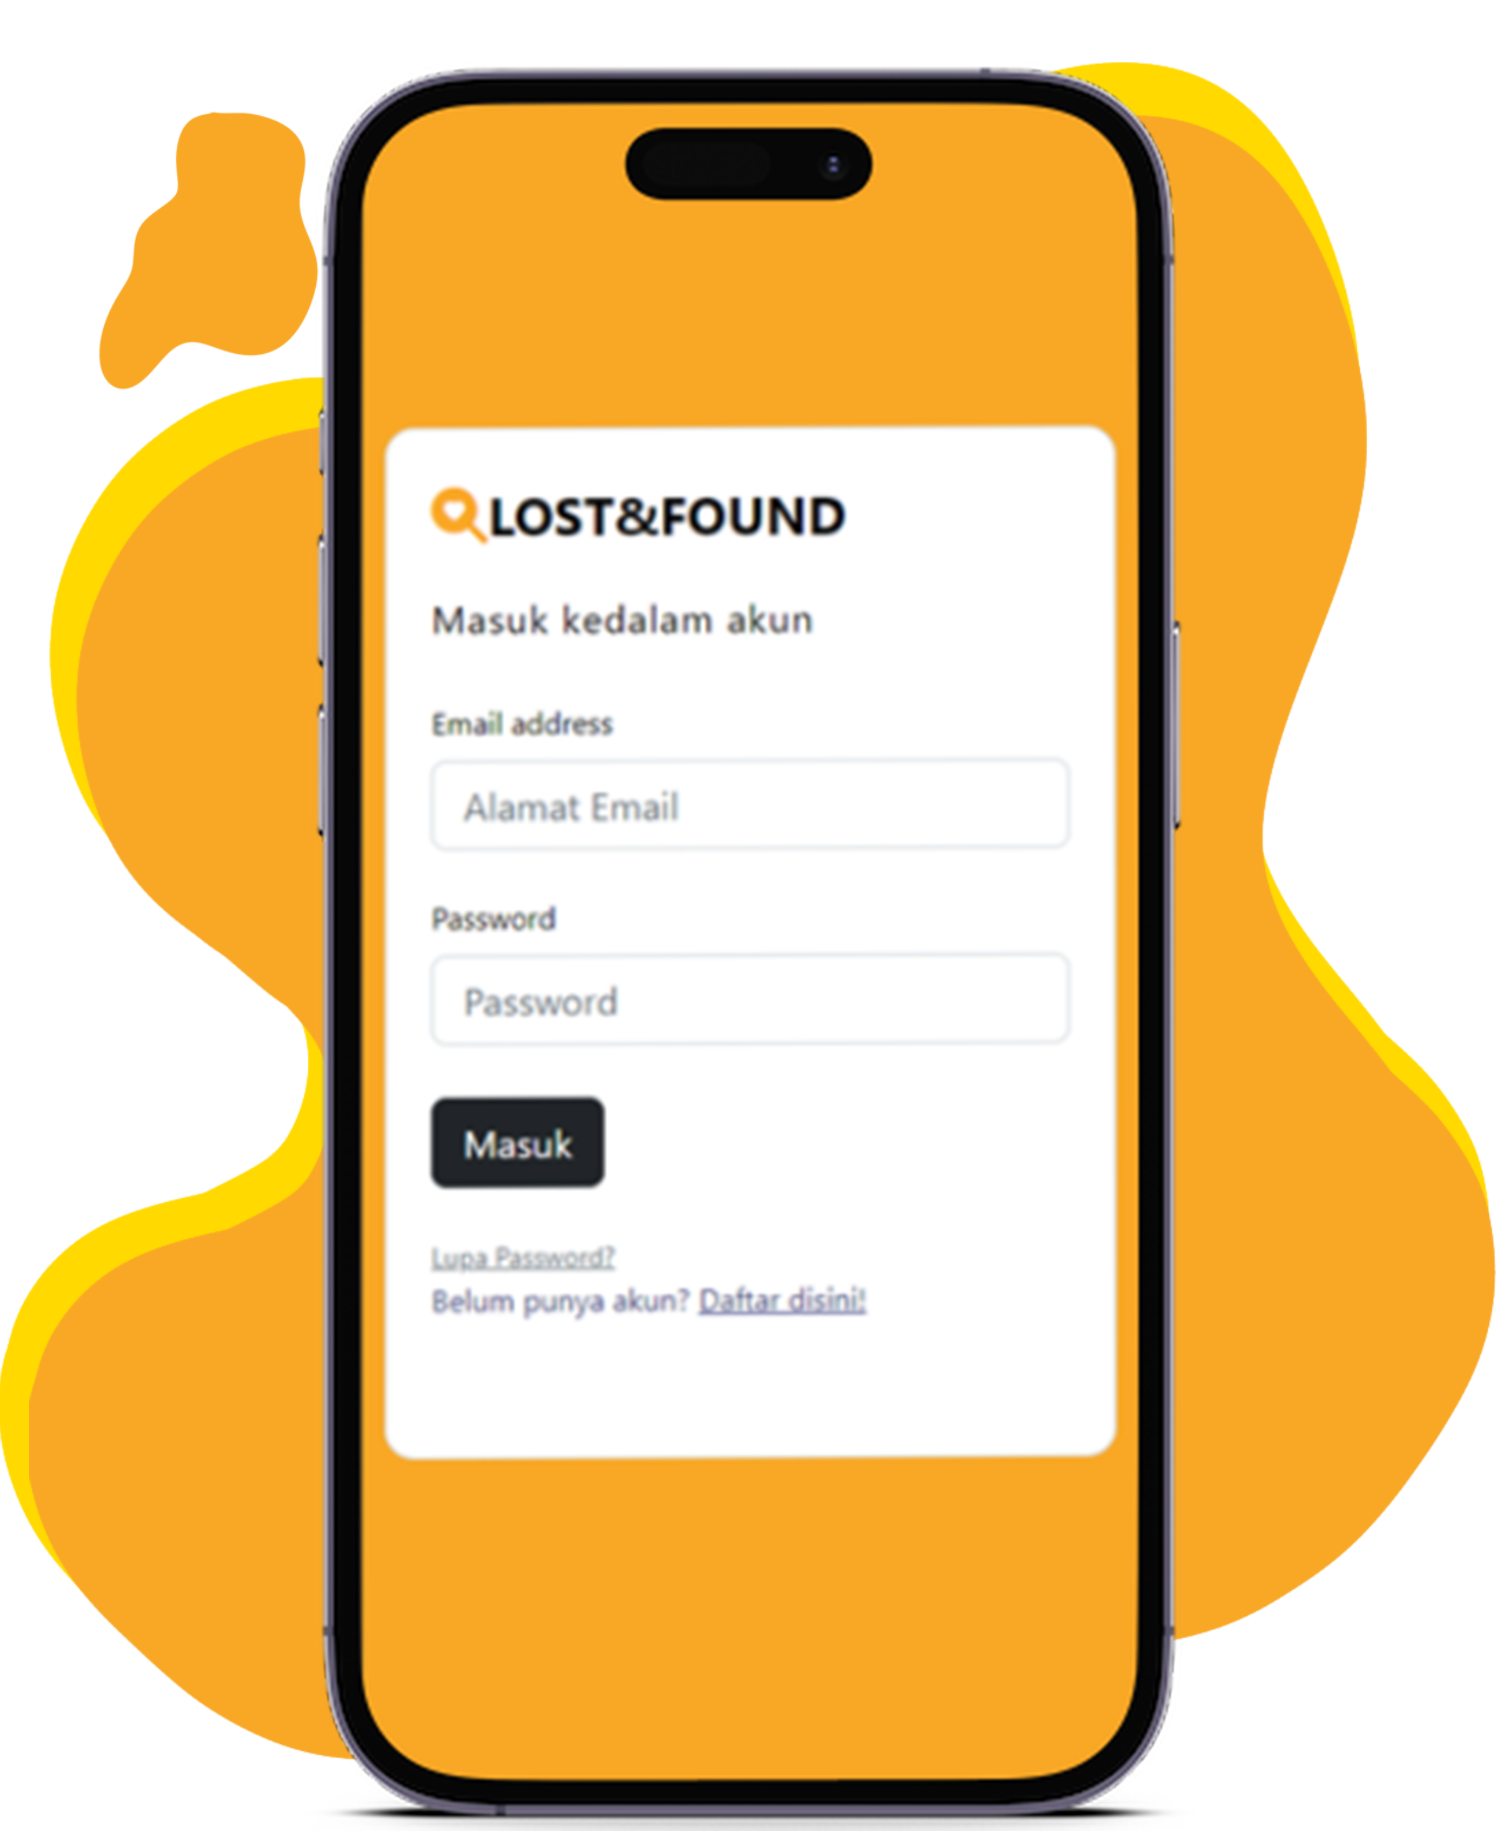 LOST&FOUND
Masuk kedalam akun
Email address
Alamat Email
Password
Password
Masuk
Lupa Password?
Belum punya akun? Daftar disini!